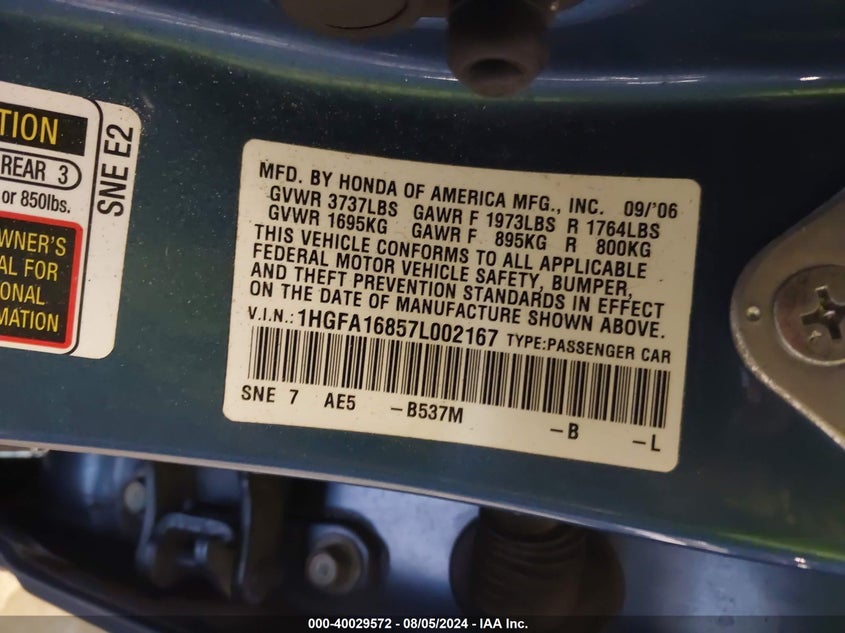 TION
REAR 3
or 850lbs.
WNER'S
AL FOR
ONAL
MATION
SNE E2
MFD. BY HONDA OF AMERICA MFG., INC. 09/'06
GVWR 3737LBS GAWR F 1973LBS R 1764LBS
GVWR 1695KG GAWR F 895KG R 800KG
THIS VEHICLE CONFORMS TO ALL APPLICABLE
FEDERAL MOTOR VEHICLE SAFETY, BUMPER,
AND THEFT PREVENTION STANDARDS IN EFFECT
ON THE DATE OF MANUFACTURE SHOWN ABOVE.
V.I.N.: 1HGFA16857L002167 TYPE:PASSENGER CAR
SNE 7 AE5 -B537M -B -L
000-40029572 - 08/05/2024 - IAA Inc.